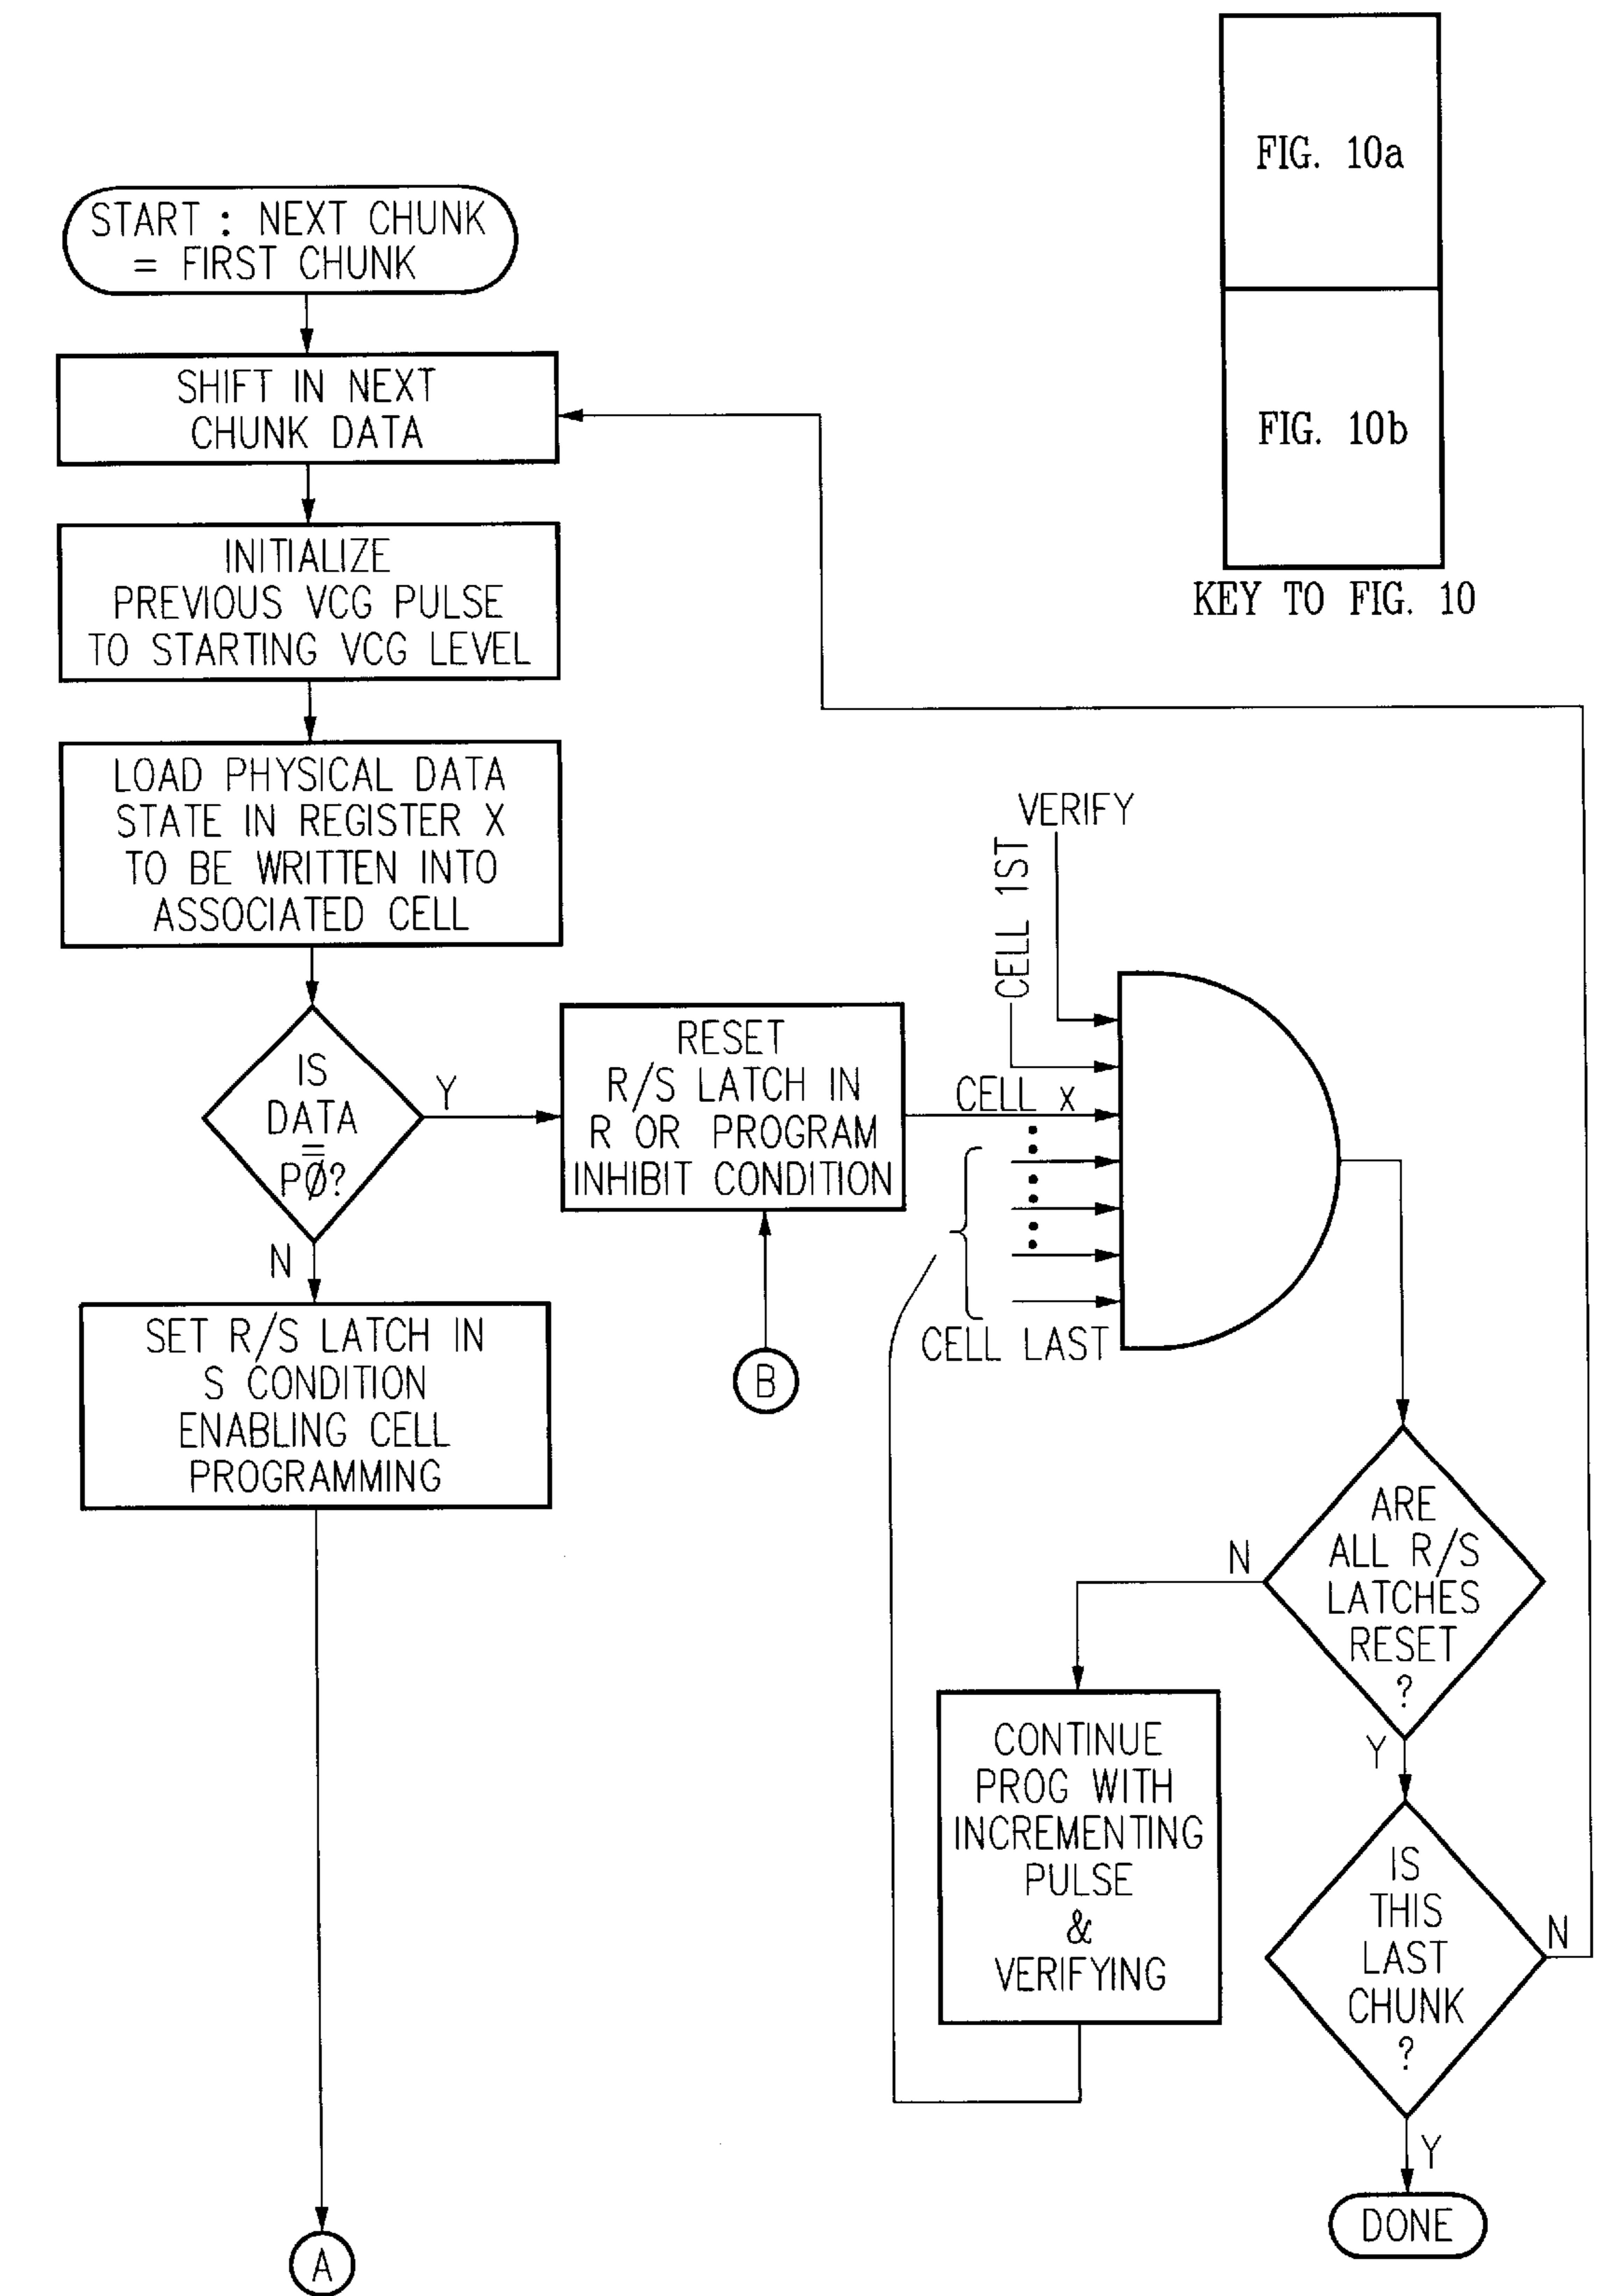 FIG. 10a
FIG. 10b
KEY TO FIG. 10
START : NEXT CHUNK
= FIRST CHUNK
SHIFT IN NEXT
CHUNK DATA
INITIALIZE
PREVIOUS VCG PULSE
TO STARTING VCG LEVEL
LOAD PHYSICAL DATA
STATE IN REGISTER X
TO BE WRITTEN INTO
ASSOCIATED CELL
IS
DATA
=
PØ?
Y
N
RESET
R/S LATCH IN
R OR PROGRAM
INHIBIT CONDITION
B
SET R/S LATCH IN
S CONDITION
ENABLING CELL
PROGRAMMING
A
VERIFY
CELL 1ST
CELL X
CELL LAST
ARE
ALL R/S
LATCHES
RESET
?
N
Y
CONTINUE
PROG WITH
INCREMENTING
PULSE
&
VERIFYING
IS
THIS
LAST
CHUNK
?
N
Y
DONE